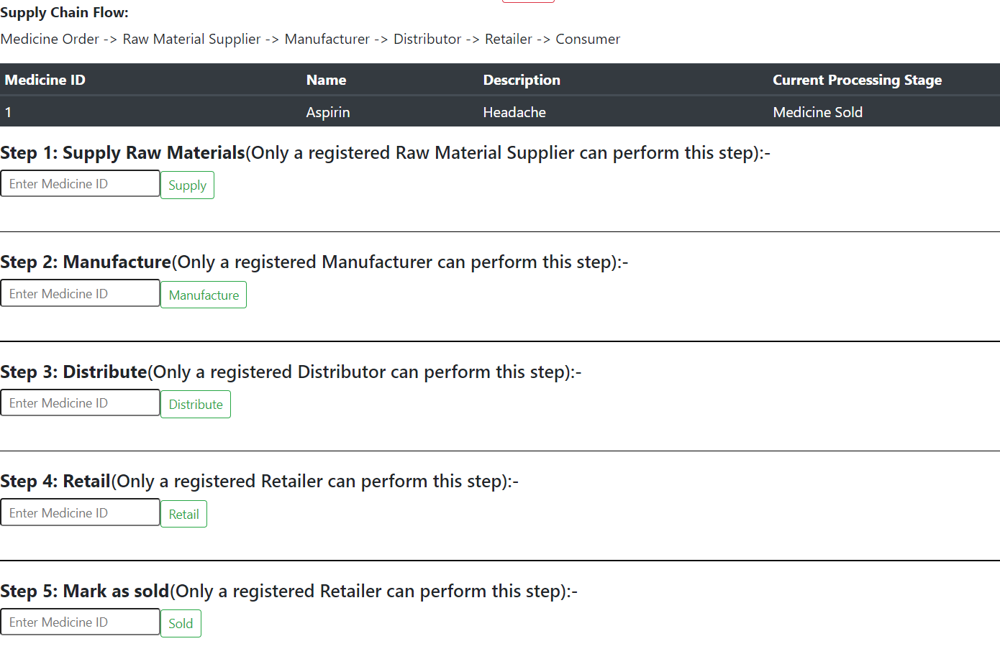 Supply Chain Flow:
Medicine Order -> Raw Material Supplier -> Manufacturer -> Distributor -> Retailer -> Consumer
Medicine ID Name Description Current Processing Stage
1 Aspirin Headache Medicine Sold
Step 1: Supply Raw Materials(Only a registered Raw Material Supplier can perform this step):-
Enter Medicine ID Supply
Step 2: Manufacture(Only a registered Manufacturer can perform this step):-
Enter Medicine ID Manufacture
Step 3: Distribute(Only a registered Distributor can perform this step):-
Enter Medicine ID Distribute
Step 4: Retail(Only a registered Retailer can perform this step):-
Enter Medicine ID Retail
Step 5: Mark as sold(Only a registered Retailer can perform this step):-
Enter Medicine ID Sold